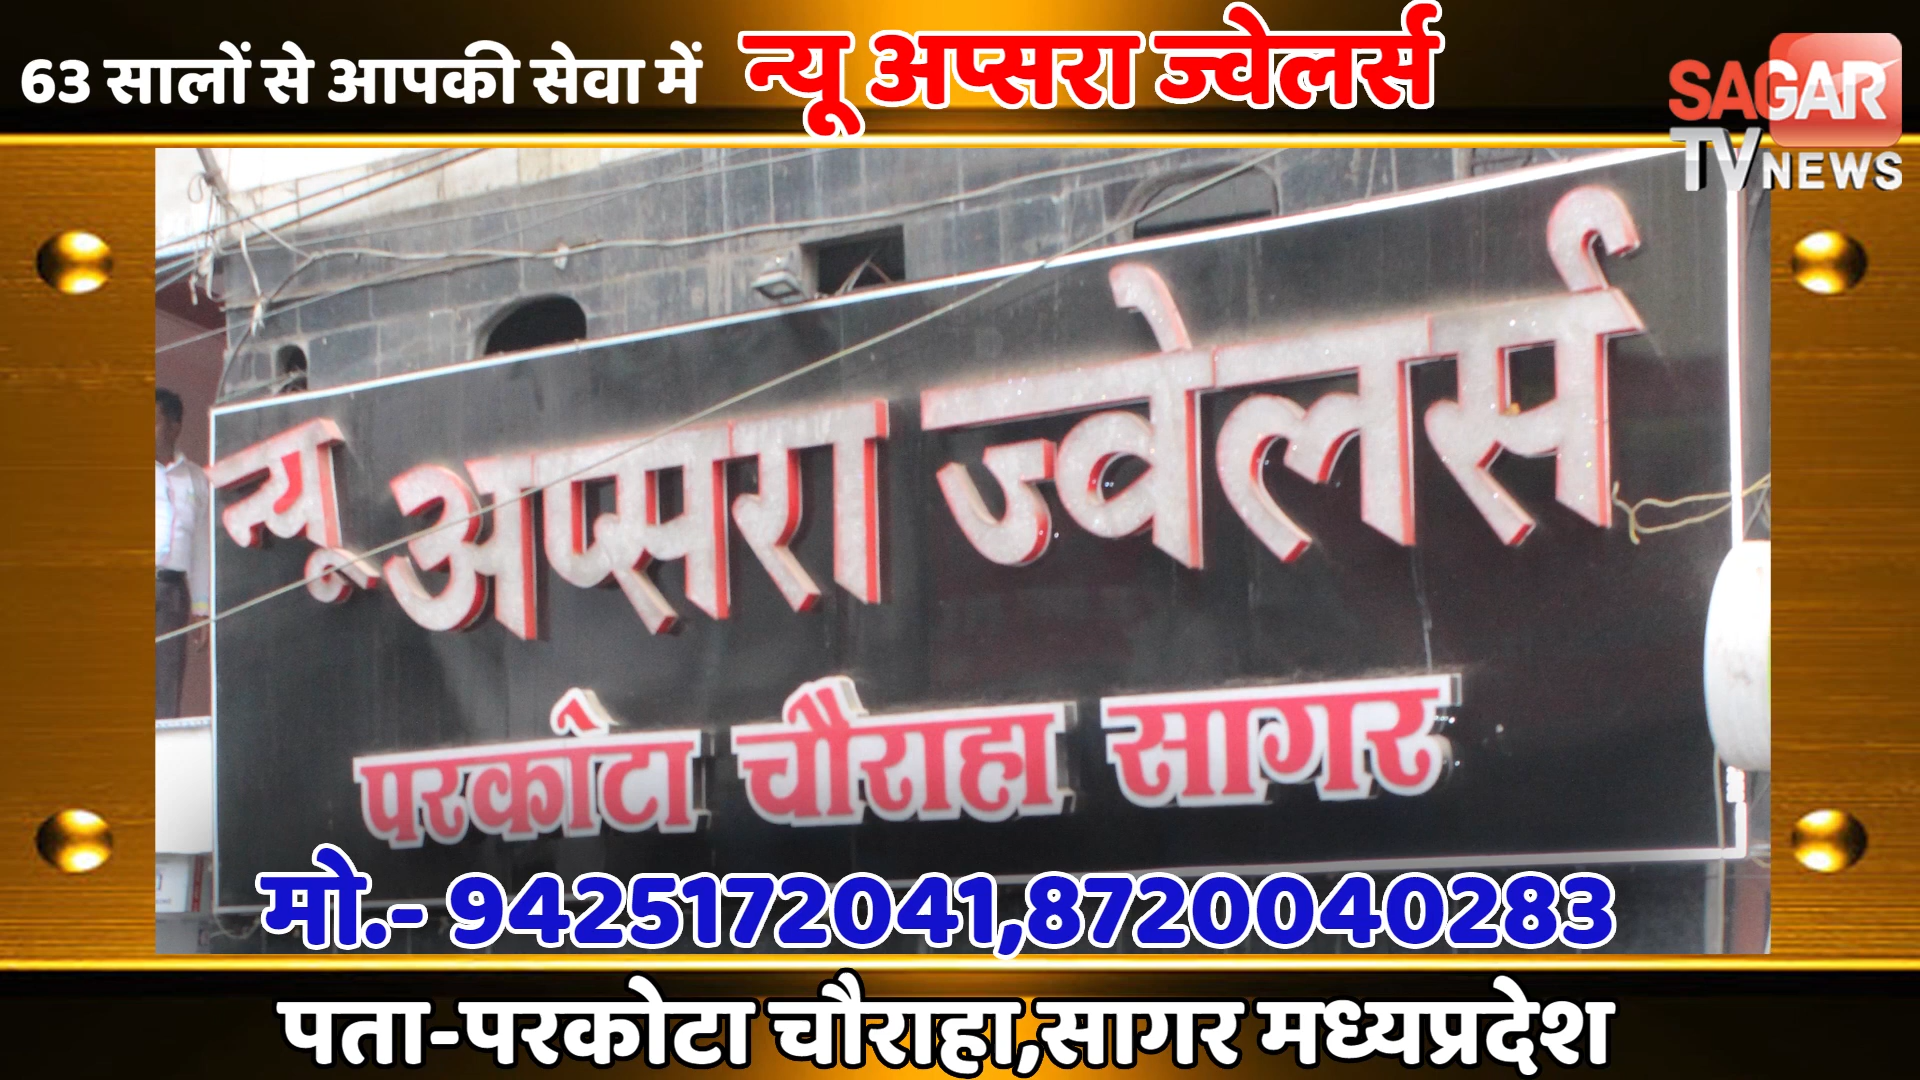 63 सालों से आपकी सेवा में न्यू अप्सरा ज्वेलर्स
SAGAR
TV NEWS
न्यू अप्सरा ज्वेलर्स
परकोटा चौराहा सागर
मो.- 9425172041,8720040283
पता-परकोटा चौराहा,सागर मध्यप्रदेश